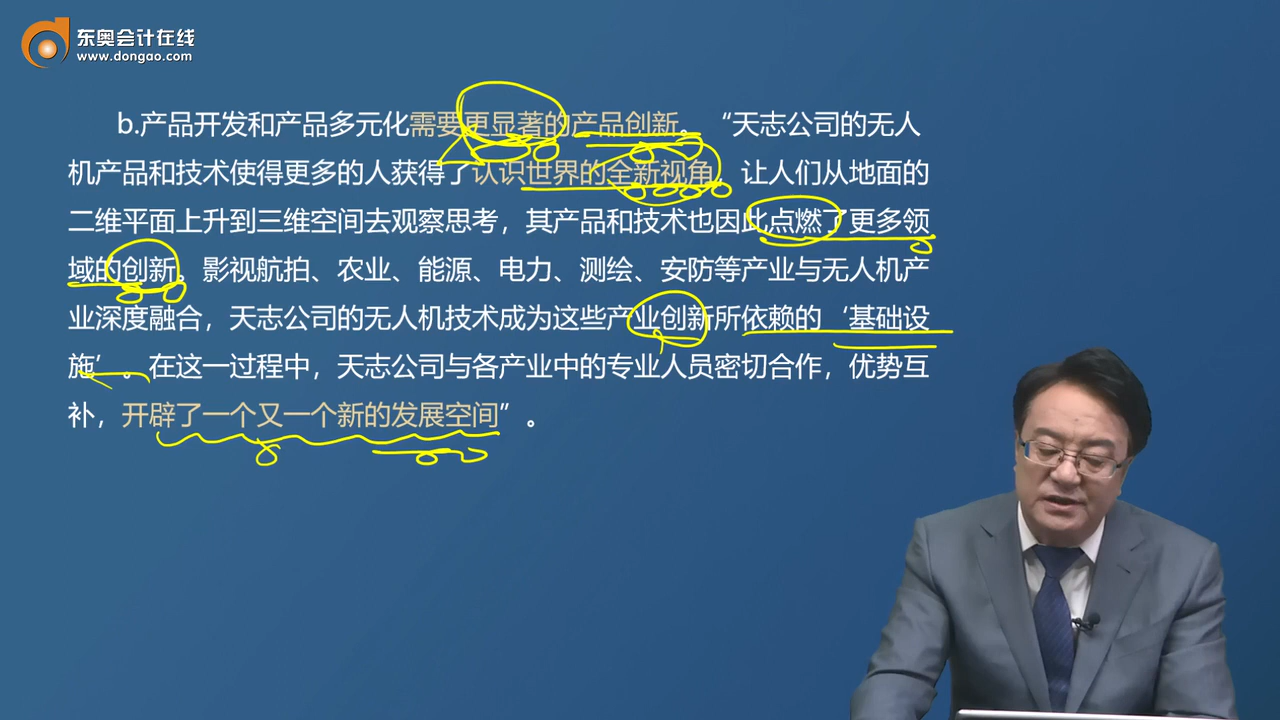 东奥会计在线
www.dongao.com
b.产品开发和产品多元化需要更显著的产品创新。“天志公司的无人
机产品和技术使得更多的人获得了认识世界的全新视角，让人们从地面的
二维平面上升到三维空间去观察思考，其产品和技术也因此点燃了更多领
域的创新。影视航拍、农业、能源、电力、测绘、安防等产业与无人机产
业深度融合，天志公司的无人机技术成为这些产业创新所依赖的‘基础设
施’。在这一过程中，天志公司与各产业中的专业人员密切合作，优势互
补，开辟了一个又一个新的发展空间”。